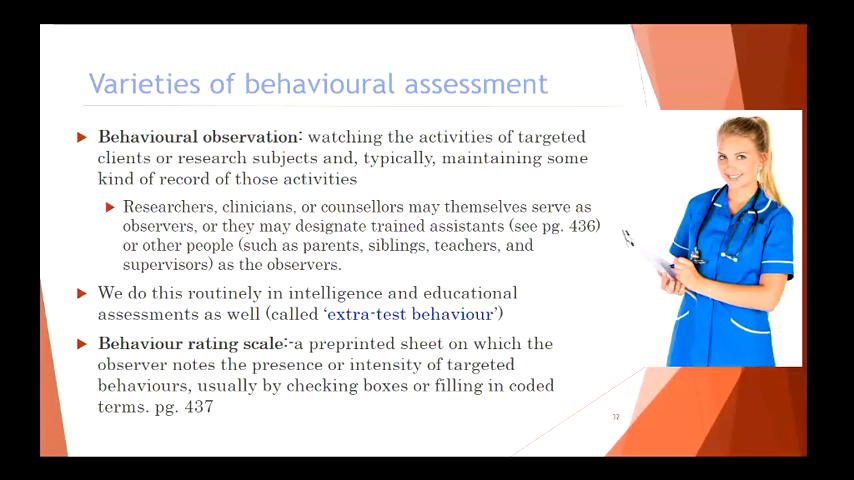 Varieties of behavioural assessment
Behavioural observation: watching the activities of targeted
clients or research subjects and, typically, maintaining some
kind of record of those activities
Researchers, clinicians, or counsellors may themselves serve as
observers, or they may designate trained assistants (see pg. 436)
or other people (such as parents, siblings, teachers, and
supervisors) as the observers.
We do this routinely in intelligence and educational
assessments as well (called ‘extra-test behaviour’)
Behaviour rating scale:-a preprinted sheet on which the
observer notes the presence or intensity of targeted
behaviours, usually by checking boxes or filling in coded
terms. pg. 437